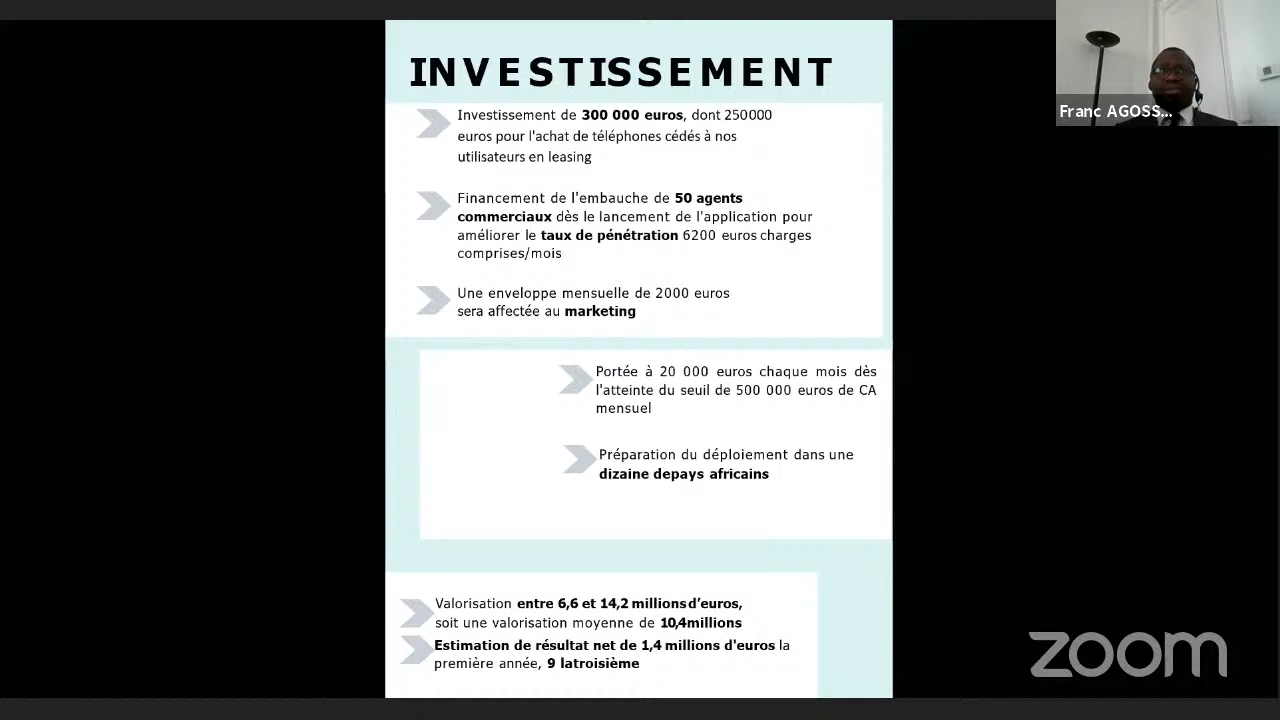 INVESTISSEMENT
Investissement de 300 000 euros, dont 250000
euros pour l'achat de téléphones cédés à nos
utilisateurs en leasing
Financement de l'embauche de 50 agents
commerciaux dès le lancement de l'application pour
améliorer le taux de pénétration 6200 euros charges
comprises/mois
Une enveloppe mensuelle de 2000 euros
sera affectée au marketing
Portée à 20 000 euros chaque mois dès
l'atteinte du seuil de 500 000 euros de CA
mensuel
Préparation du déploiement dans une
dizaine depays africains
Valorisation entre 6,6 et 14,2 millions d’euros,
soit une valorisation moyenne de 10,4millions
Estimation de résultat net de 1,4 millions d'euros la
première année, 9 latroisième
Franc AGOSS...
zoom